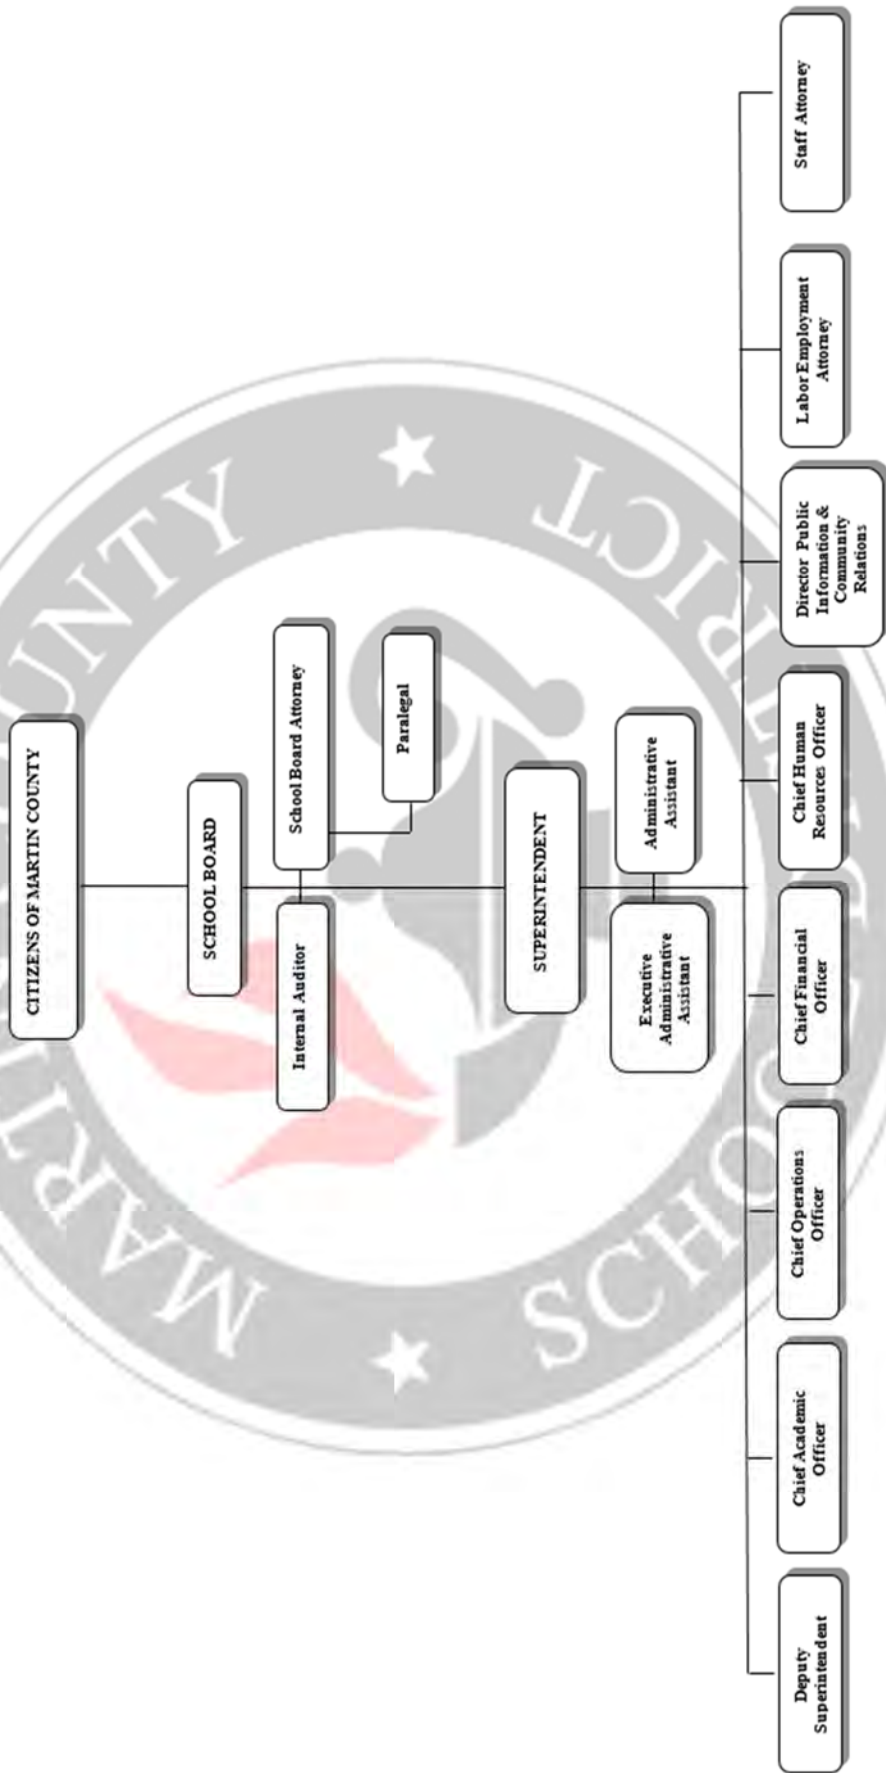 CITIZENS OF MARTIN COUNTY
SCHOOL BOARD
Internal Auditor
School Board Attorney
Paralegal
SUPERINTENDENT
Executive
Administrative
Assistant
Administrative
Assistant
Deputy
Superintendent
Chief Academic
Officer
Chief Operations
Officer
Chief Financial
Officer
Chief Human
Resources Officer
Director Public
Information &
Community
Relations
Labor Employment
Attorney
Staff Attorney
MARTIN COUNTY
SCHOOL DISTRICT